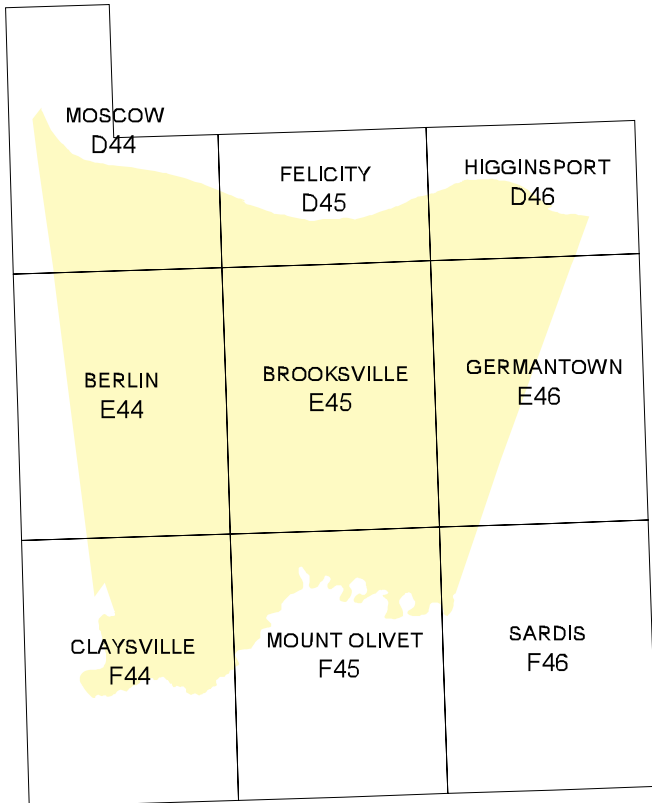 MOSCOW
D44
FELICITY
D45
HIGGINSPORT
D46
BERLIN
E44
BROOKSVILLE
E45
GERMANTOWN
E46
CLAYSVILLE
F44
MOUNT OLIVET
F45
SARDIS
F46